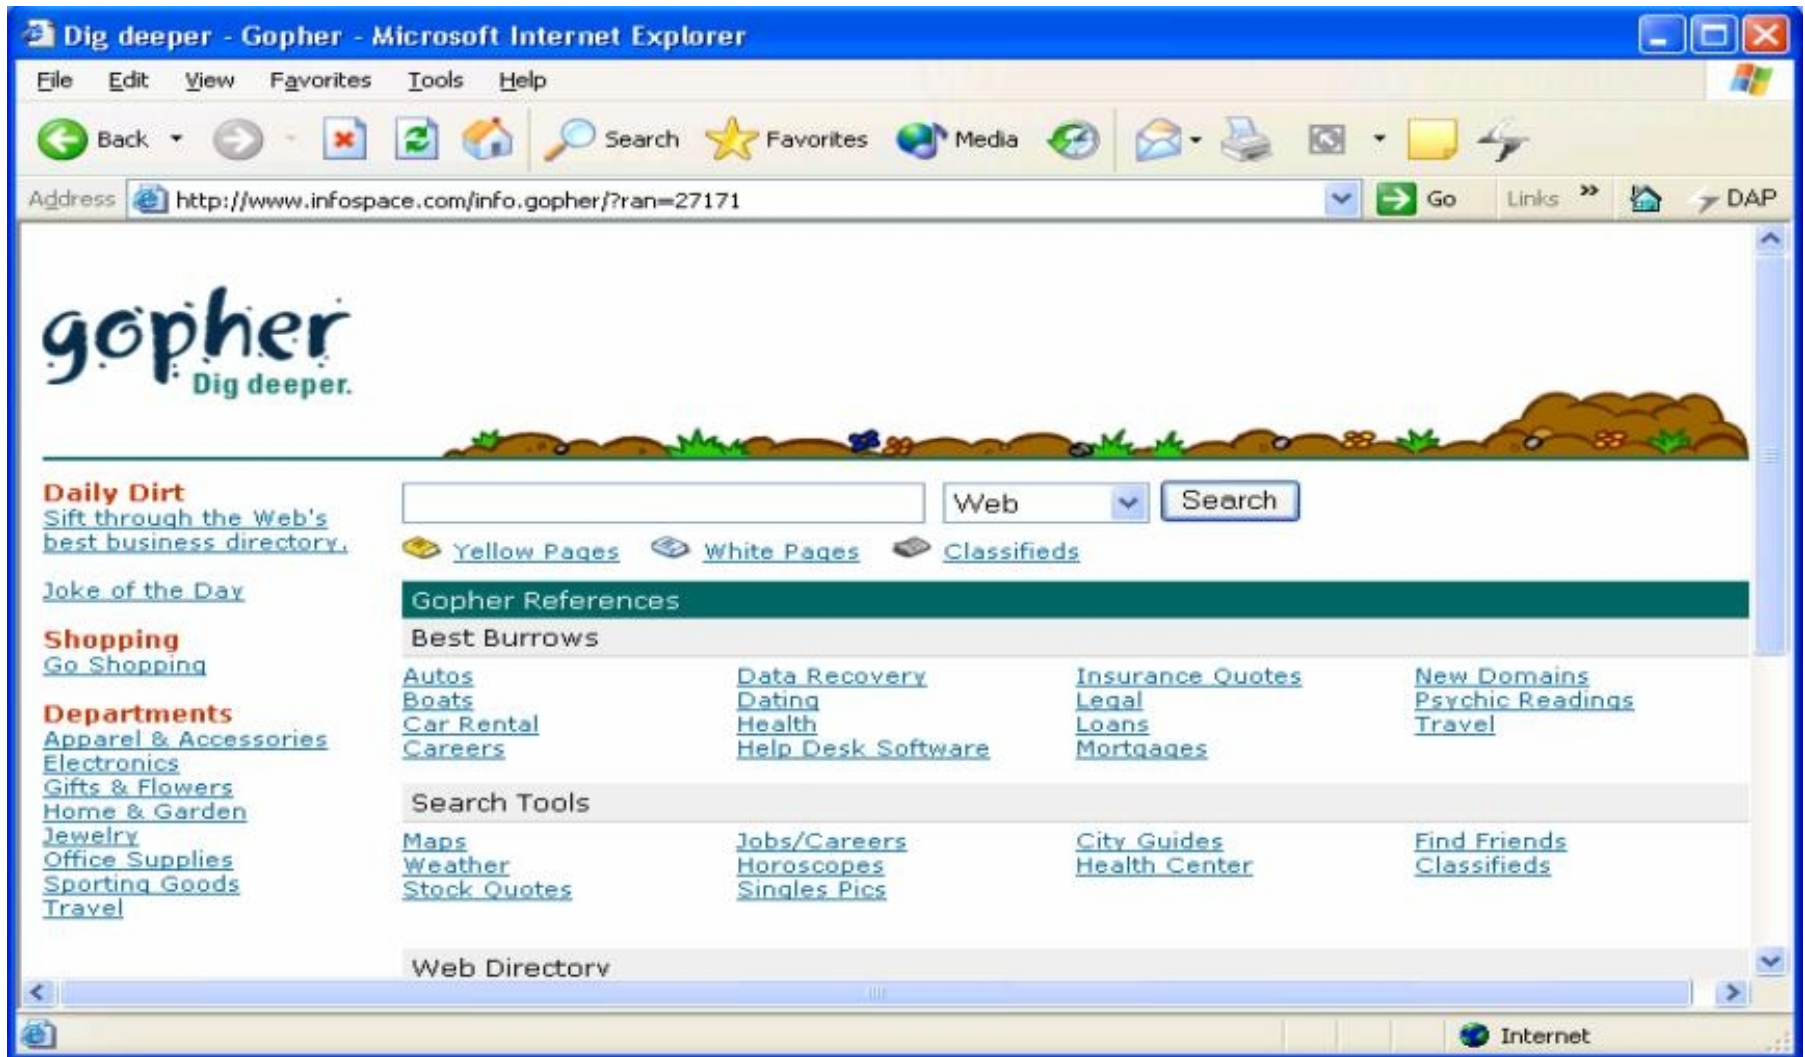 Dig deeper - Gopher - Microsoft Internet Explorer
File Edit View Favorites Tools Help
Back Search Favorites Media
Address http://www.infospace.com/info.gopher/?ran=27171 Go Links » DAP
gopher
Dig deeper.
Daily Dirt
Sift through the Web's
best business directory.
Joke of the Day
Shopping
Go Shopping
Departments
Apparel & Accessories
Electronics
Gifts & Flowers
Home & Garden
Jewelry
Office Supplies
Sporting Goods
Travel
Web Search
Yellow Pages White Pages Classifieds
Gopher References
Best Burrows
Autos Data Recovery Insurance Quotes New Domains
Boats Dating Legal Psychic Readings
Car Rental Health Loans Travel
Careers Help Desk Software Mortgages
Search Tools
Maps Jobs/Careers City Guides Find Friends
Weather Horoscopes Health Center Classifieds
Stock Quotes Singles Pics
Web Directory
Internet